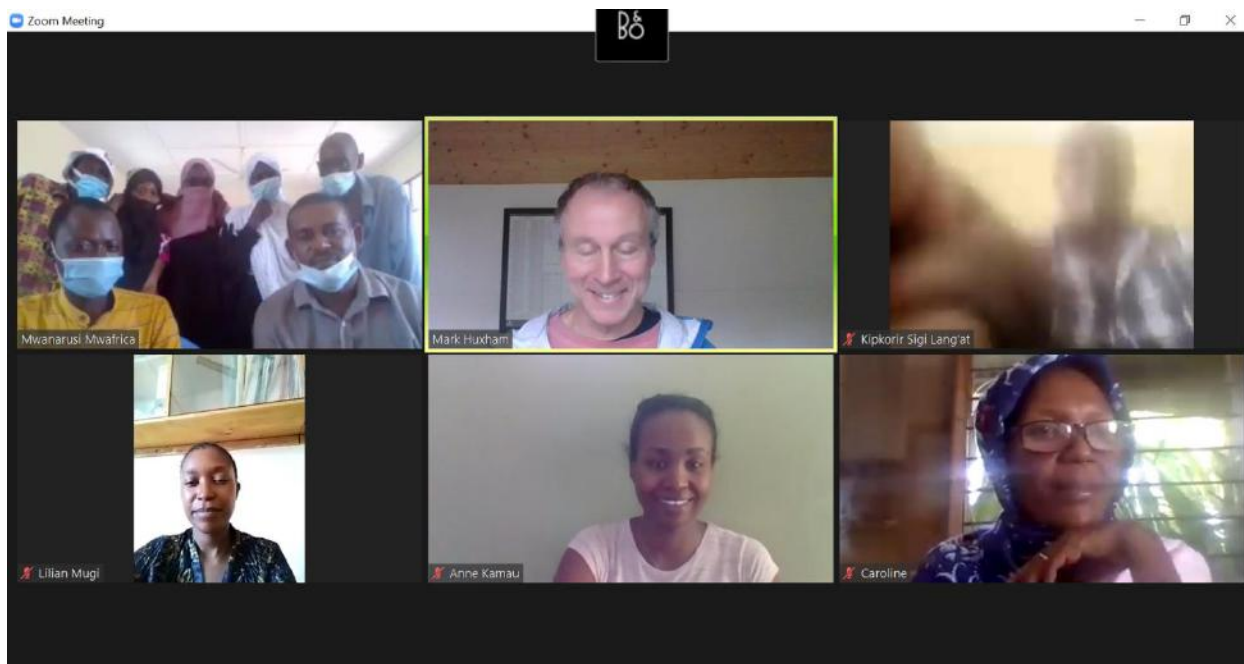 Zoom Meeting
B&O
Mwanarusi Mwafrica
Mark Huxham
Kipkorir Sigi Lang'at
Lilian Mugi
Anne Kamau
Caroline